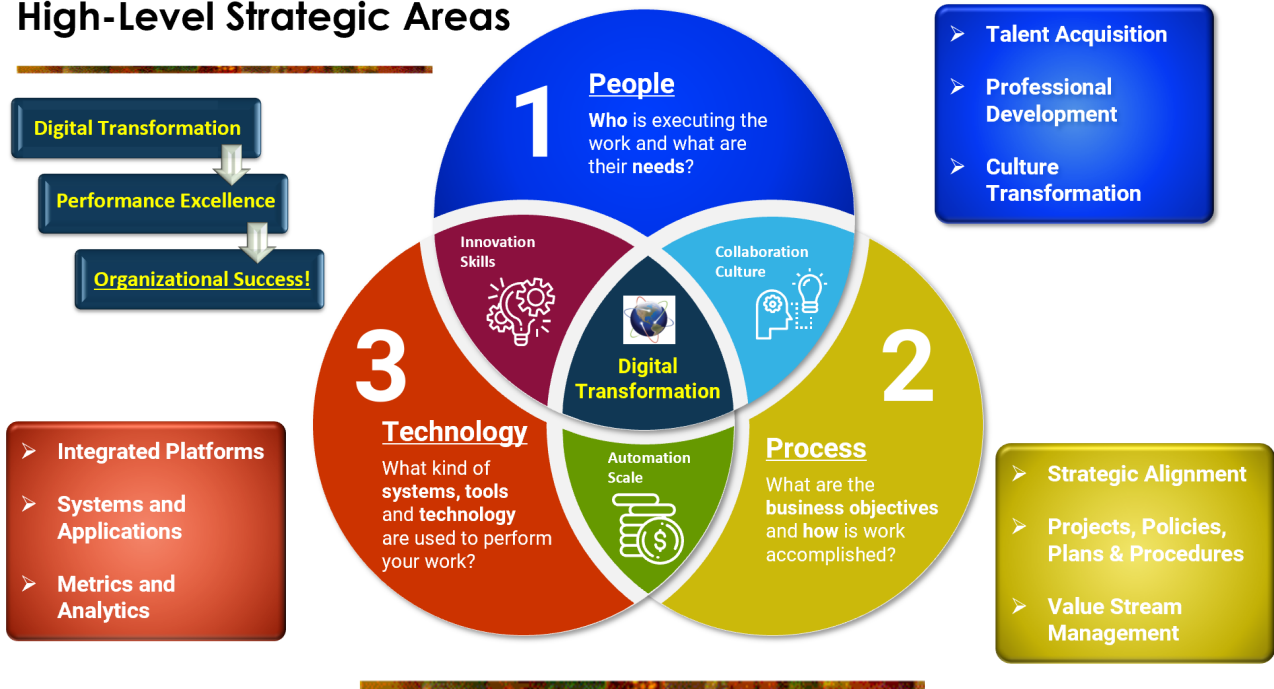 High-Level Strategic Areas
Digital Transformation
Performance Excellence
Organizational Success!
1
People
Who is executing the
work and what are
their needs?
Talent Acquisition
Professional
Development
Culture
Transformation
Innovation
Skills
Collaboration
Culture
Digital
Transformation
3
Technology
What kind of
systems, tools
and technology
are used to perform
your work?
2
Process
What are the
business objectives
and how is work
accomplished?
Automation
Scale
$
Integrated Platforms
Systems and
Applications
Metrics and
Analytics
Strategic Alignment
Projects, Policies,
Plans & Procedures
Value Stream
Management